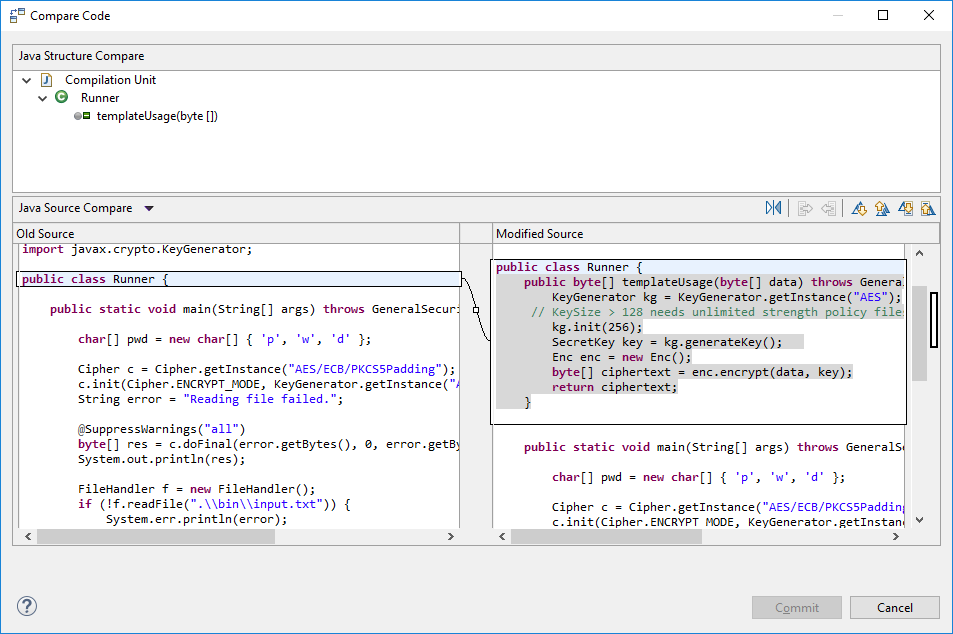 Compare Code
Java Structure Compare
Compilation Unit
Runner
templateUsage(byte [])
Java Source Compare
Old Source
import javax.crypto.KeyGenerator;
public class Runner {
public static void main(String[] args) throws GeneralSecuri
char[] pwd = new char[] { 'p', 'w', 'd' };
Cipher c = Cipher.getInstance("AES/ECB/PKCS5Padding");
c.init(Cipher.ENCRYPT_MODE, KeyGenerator.getInstance("A
String error = "Reading file failed.";
@SuppressWarnings("all")
byte[] res = c.doFinal(error.getBytes(), 0, error.getBy
System.out.println(res);
FileHandler f = new FileHandler();
if (!f.readFile(".\\bin\\input.txt")) {
System.err.println(error);
Modified Source
public class Runner {
public byte[] templateUsage(byte[] data) throws Genera
KeyGenerator kg = KeyGenerator.getInstance("AES");
// KeySize > 128 needs unlimited strength policy file
kg.init(256);
SecretKey key = kg.generateKey();
Enc enc = new Enc();
byte[] ciphertext = enc.encrypt(data, key);
return ciphertext;
}
public static void main(String[] args) throws GeneralS
char[] pwd = new char[] { 'p', 'w', 'd' };
Cipher c = Cipher.getInstance("AES/ECB/PKCS5Padding
c.init(Cipher.ENCRYPT_MODE, KeyGenerator.getInstan
Commit
Cancel